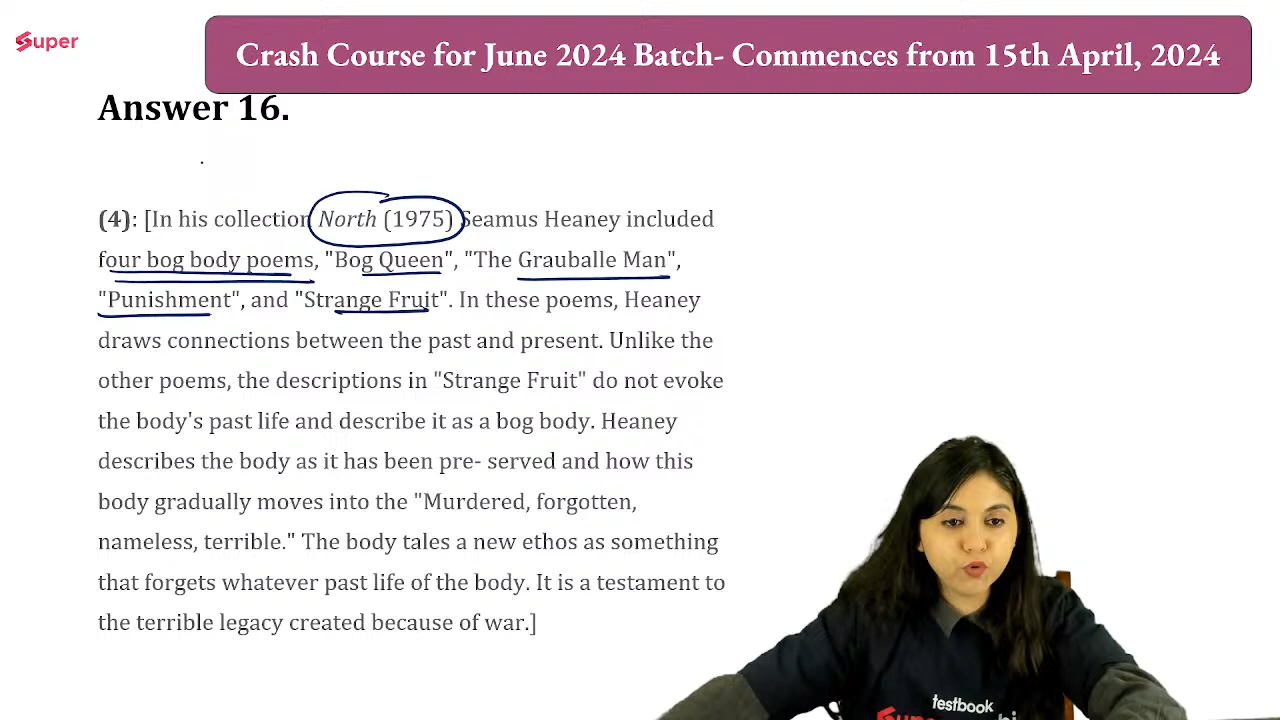 Super
Crash Course for June 2024 Batch- Commences from 15th April, 2024
Answer 16.
(4): [In his collection North (1975) Seamus Heaney included
four bog body poems, "Bog Queen", "The Grauballe Man",
"Punishment", and "Strange Fruit". In these poems, Heaney
draws connections between the past and present. Unlike the
other poems, the descriptions in "Strange Fruit" do not evoke
the body's past life and describe it as a bog body. Heaney
describes the body as it has been pre- served and how this
body gradually moves into the "Murdered, forgotten,
nameless, terrible." The body tales a new ethos as something
that forgets whatever past life of the body. It is a testament to
the terrible legacy created because of war.]
testbook